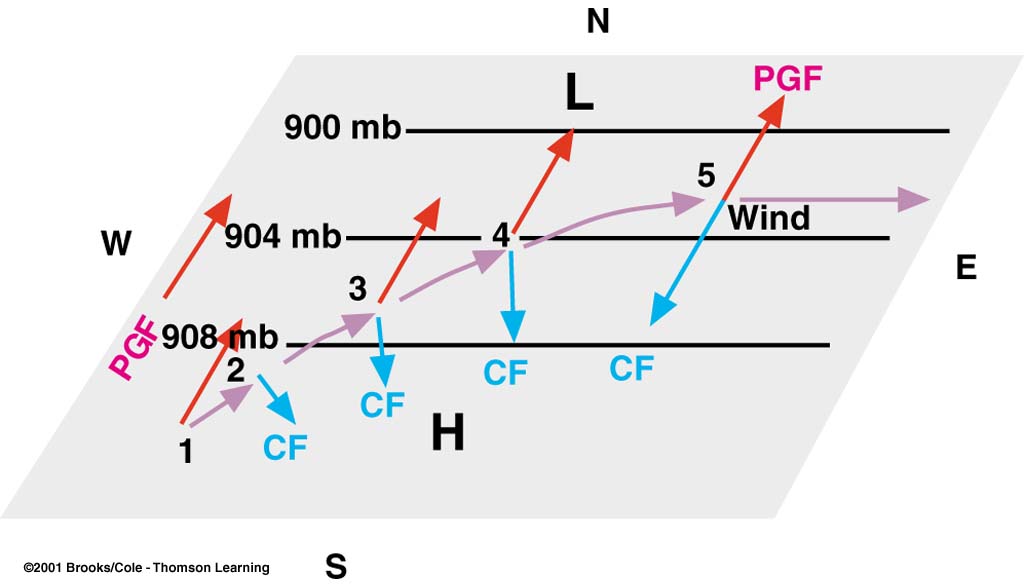 N
PGF
L
900 mb
5
Wind
W
904 mb
4
E
3
PGF
908 mb
2
CF
CF
CF
H
1
CF
S
©2001 Brooks/Cole - Thomson Learning